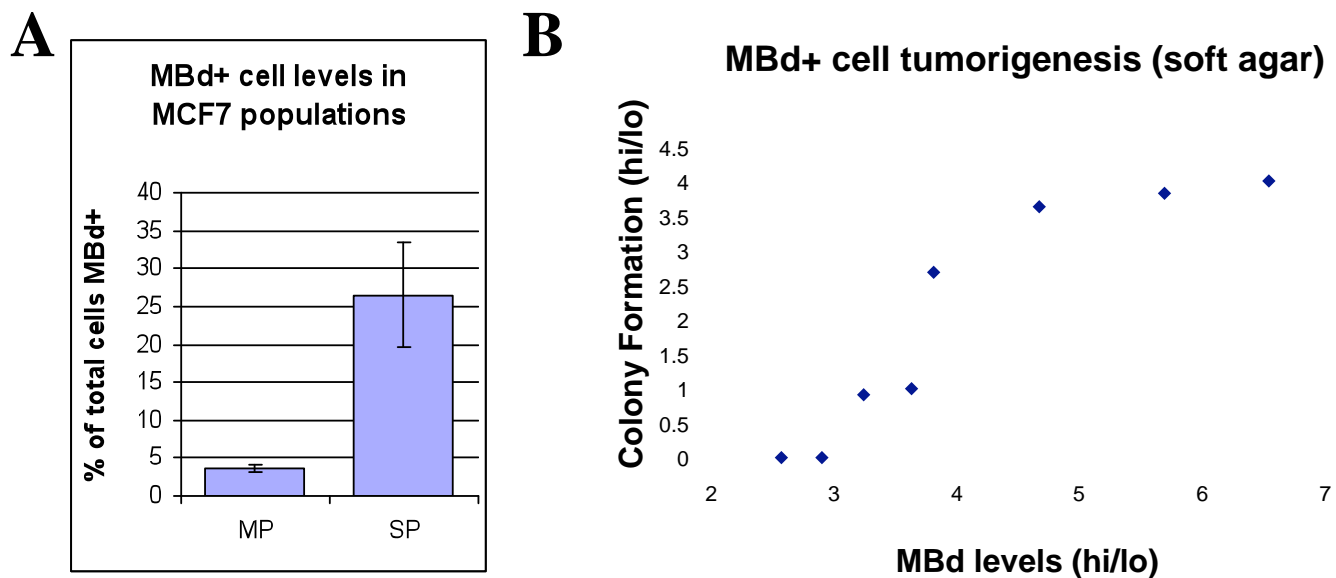 A
MBd+ cell levels in
MCF7 populations
% of total cells MBd+
40
35
30
25
20
15
10
5
0
MP
SP
B
MBd+ cell tumorigenesis (soft agar)
Colony Formation (hi/lo)
4.5
4
3.5
3
2.5
2
1.5
1
0.5
0
2
3
4
5
6
7
MBd levels (hi/lo)